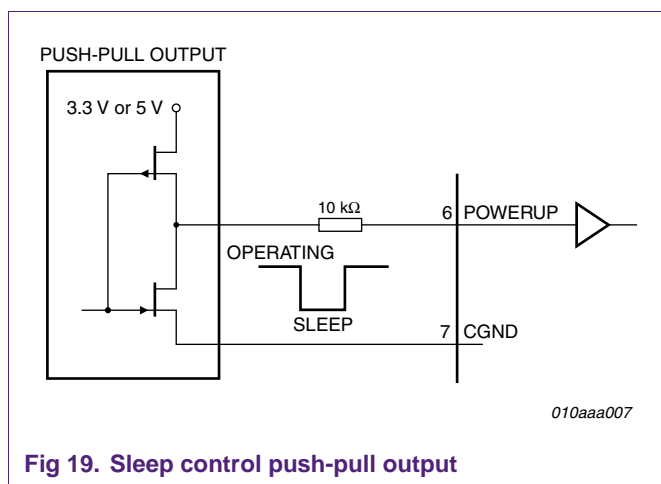 PUSH-PULL OUTPUT
3.3 V or 5 V
10 kΩ
6 POWERUP
OPERATING
SLEEP
7 CGND
010aaa007
Fig 19. Sleep control push-pull output